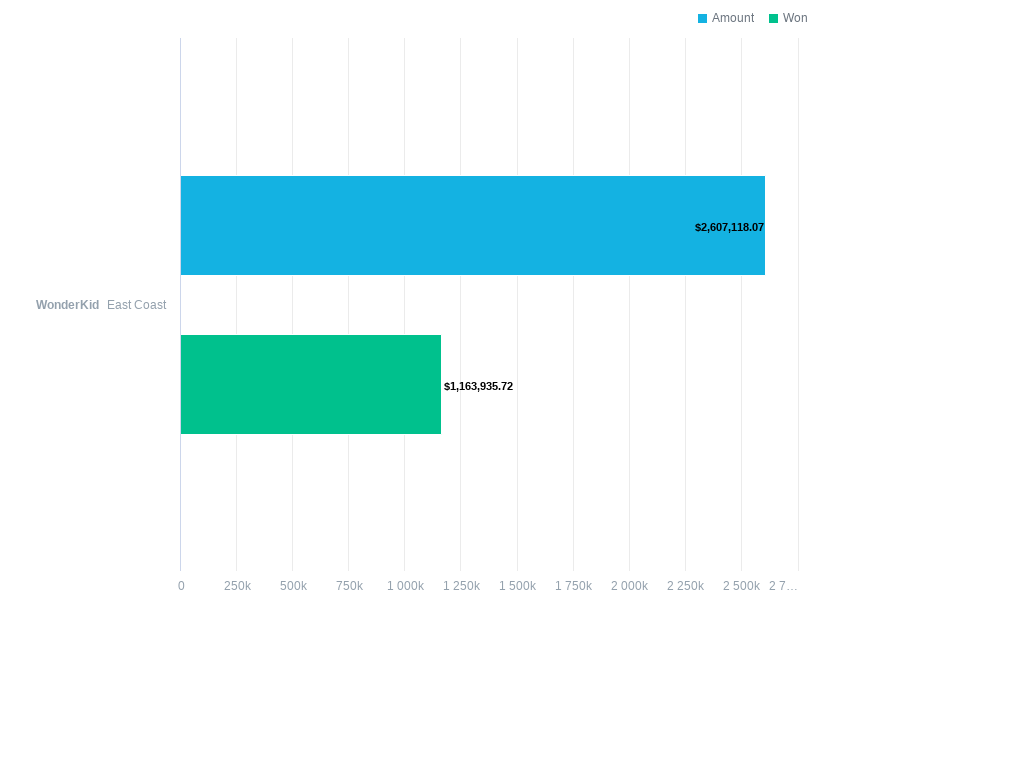 Amount Won
$2,607,118.07
WonderKid East Coast
$1,163,935.72
0 250k 500k 750k 1 000k 1 250k 1 500k 1 750k 2 000k 2 250k 2 500k 2 7…